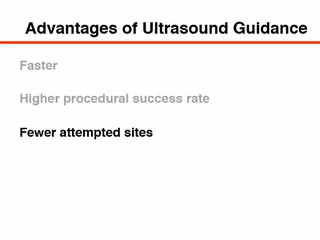 Advantages of Ultrasound Guidance
Faster
Higher procedural success rate
Fewer attempted sites